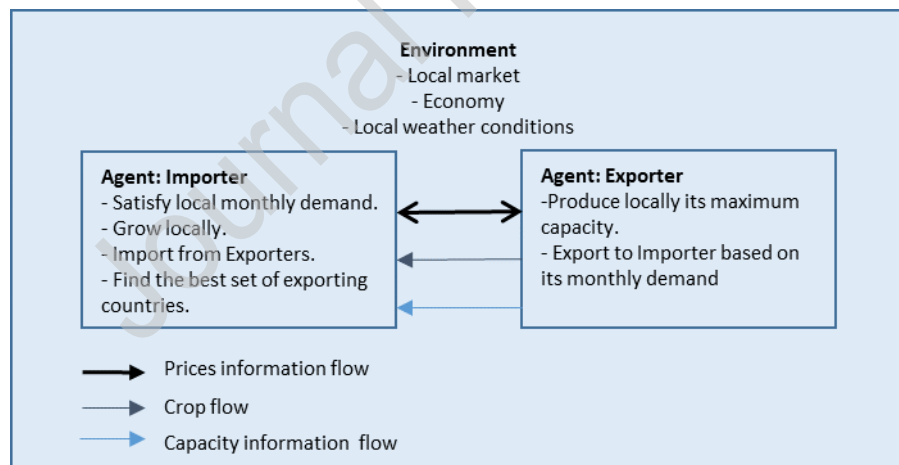 Environment
- Local market
- Economy
- Local weather conditions
Agent: Importer
- Satisfy local monthly demand.
- Grow locally.
- Import from Exporters.
- Find the best set of exporting
countries.
Agent: Exporter
-Produce locally its maximum
capacity.
- Export to Importer based on
its monthly demand
Prices information flow
Crop flow
Capacity information flow
Journal